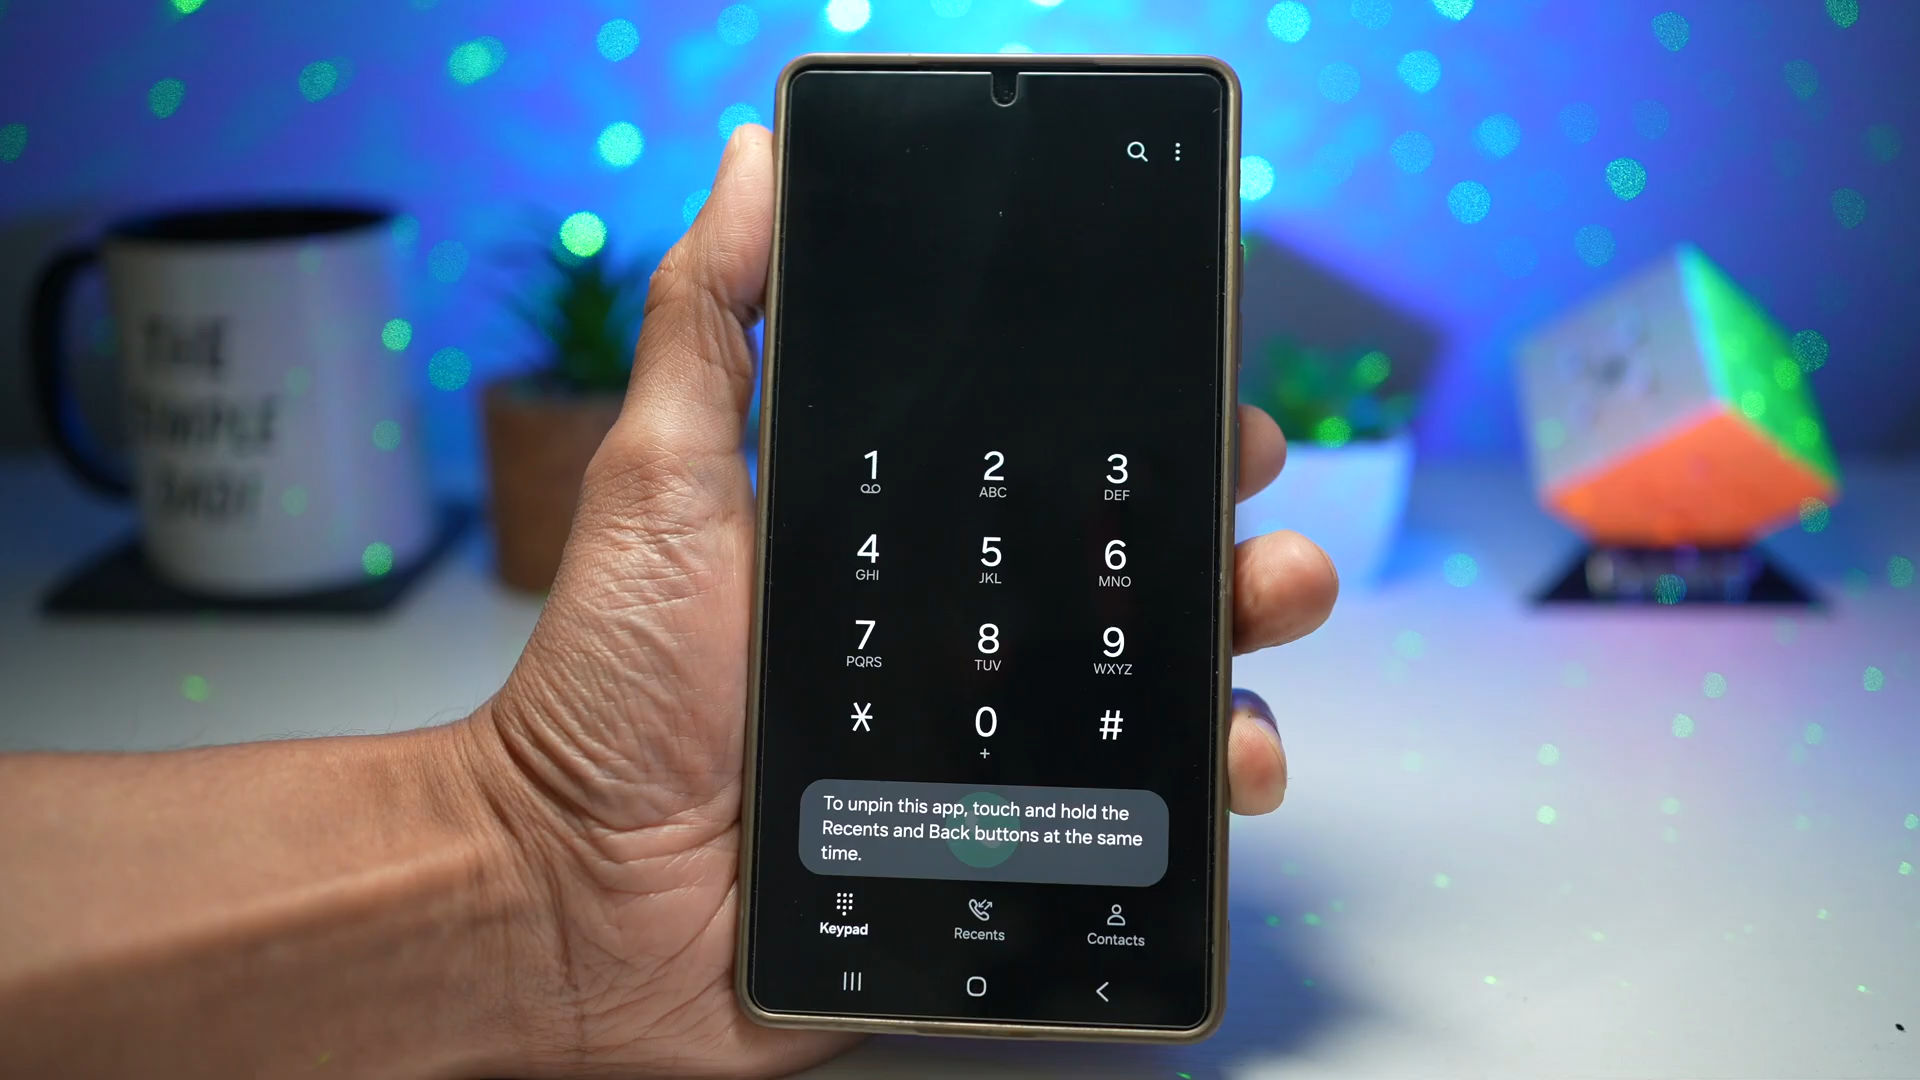 1
2
ABC
3
DEF
4
GHI
5
JKL
6
MNO
7
PQRS
8
TUV
9
WXYZ
*
0
+
#
To unpin this app, touch and hold the
Recents and Back buttons at the same
time.
Keypad
Recents
Contacts
THE